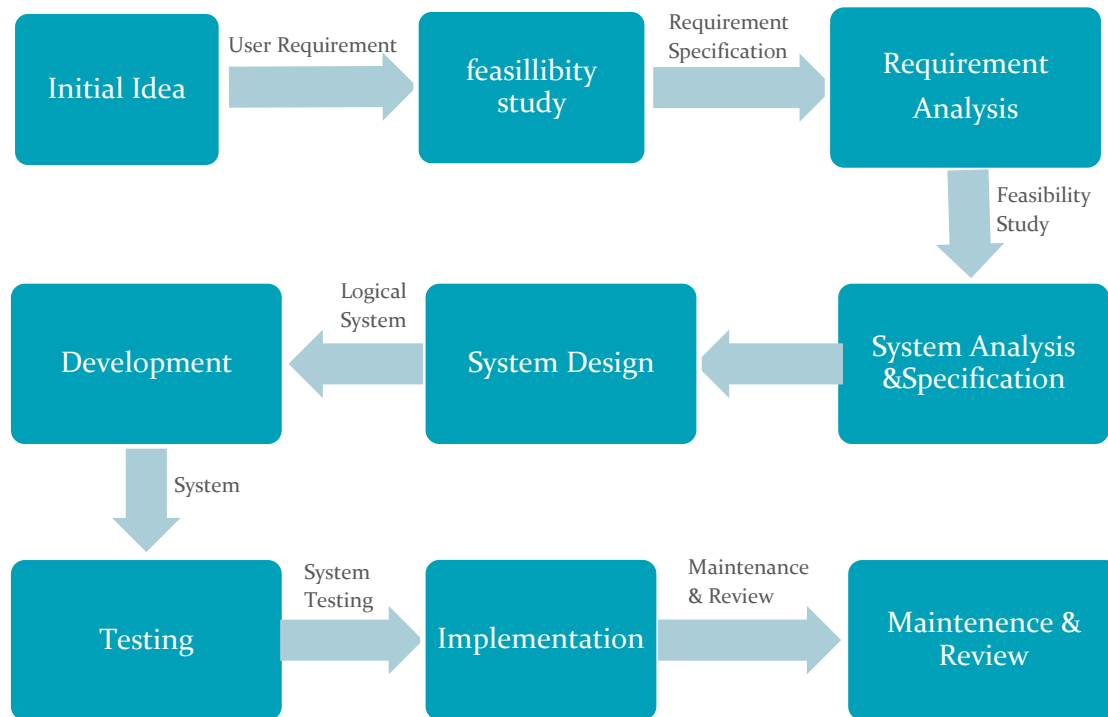 Initial Idea
User Requirement
feasillibity
study
Requirement
Specification
Requirement
Analysis
Feasibility
Study
System Analysis
&Specification
System Design
Logical
System
Development
System
Testing
System
Testing
Implementation
Maintenance
& Review
Maintenence &
Review